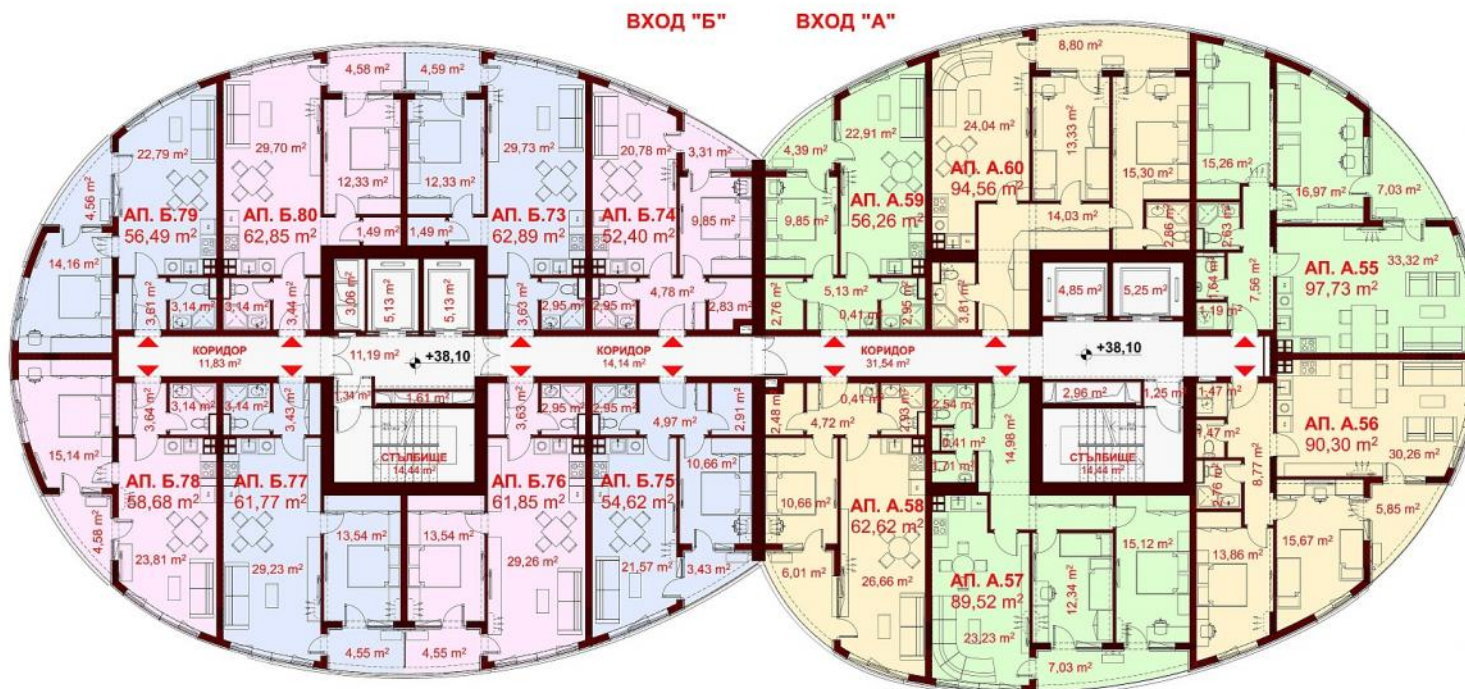 ВХОД "Б" ВХОД "А"
4,58 m² 4,59 m² 8,80 m²
22,79 m² 29,70 m² 12,33 m² 12,33 m² 29,73 m² 20,78 m² 3,31 m² 4,39 m² 22,91 m² 24,04 m² 13,33 m² 15,30 m² 15,26 m² 16,97 m² 7,03 m²
4,56 m²
АП. Б.79
56,49 m²
АП. Б.80
62,85 m²
АП. Б.73
62,89 m²
АП. Б.74
52,40 m²
АП. А.59
56,26 m²
АП. А.60
94,56 m²
АП. А.55
97,73 m²
14,16 m² 1,49 m² 1,49 m² 9,85 m² 9,85 m² 14,03 m² 2,86 m² 2,63 m² 33,32 m²
3,61 m² 3,14 m² 3,14 m² 3,44 m² 3,06 m² 5,13 m² 5,13 m² 3,63 m² 2,95 m² 2,95 m² 4,78 m² 2,83 m² 2,76 m² 5,13 m² 0,41 m² 2,95 m² 3,81 m² 4,85 m² 5,25 m² 1,64 m² 1,19 m² 7,56 m²
КОРИДОР
11,83 m²
11,19 m²
+38,10
КОРИДОР
14,14 m²
КОРИДОР
31,54 m²
+38,10
3,64 m² 3,14 m² 3,14 m² 3,43 m² 1,34 m² 1,61 m² 3,63 m² 2,95 m² 2,95 m² 4,97 m² 2,91 m² 2,48 m² 4,72 m² 0,41 m² 2,93 m² 2,54 m² 0,41 m² 1,71 m² 14,98 m² 2,96 m² 1,25 m² 1,47 m² 1,47 m² 2,76 m² 8,77 m²
СТЪЛБИЩЕ
14,44 m²
СТЪЛБИЩЕ
14,44 m²
15,14 m² 10,66 m² 10,66 m² 30,26 m²
АП. Б.78
58,68 m²
АП. Б.77
61,77 m²
АП. Б.76
61,85 m²
АП. Б.75
54,62 m²
АП. А.58
62,62 m²
АП. А.57
89,52 m²
АП. А.56
90,30 m²
4,58 m² 23,81 m² 29,23 m² 13,54 m² 13,54 m² 29,26 m² 21,57 m² 3,43 m² 6,01 m² 26,66 m² 23,23 m² 12,34 m² 15,12 m² 13,86 m² 15,67 m² 5,85 m²
4,55 m² 4,55 m² 7,03 m²